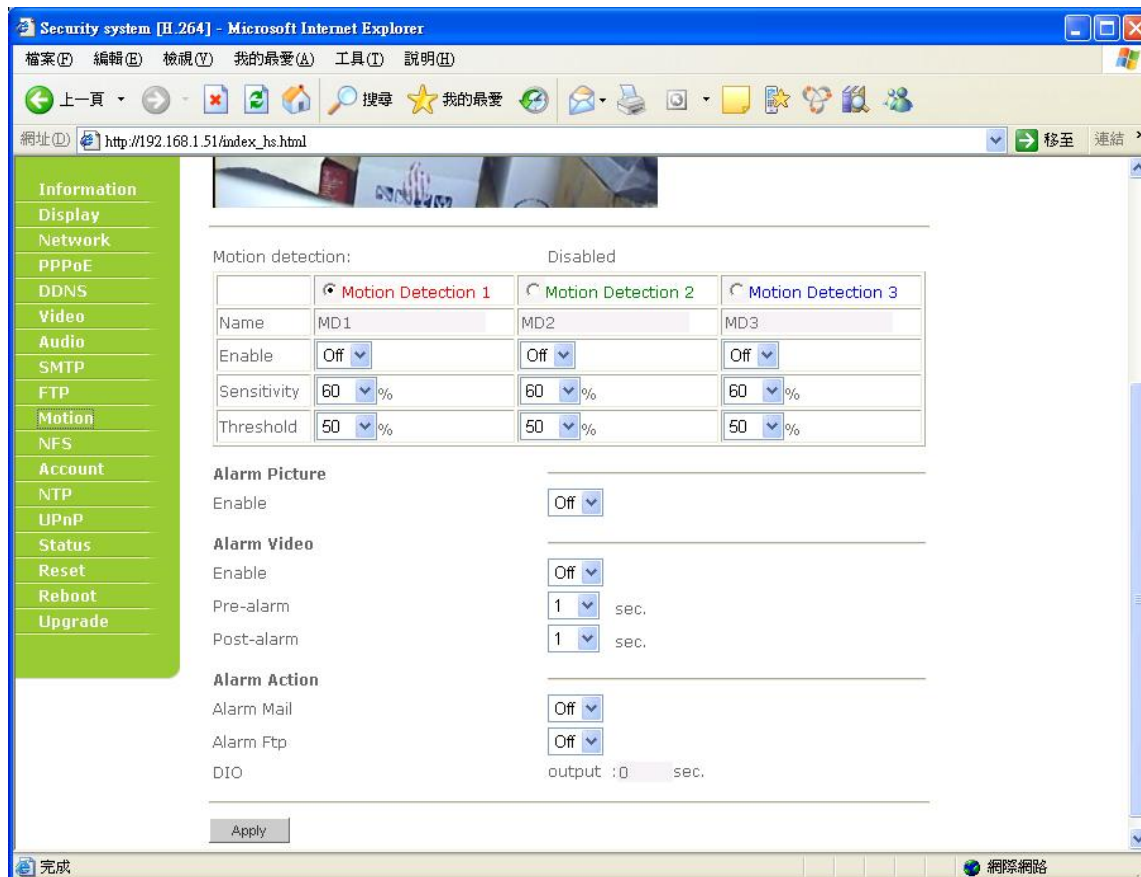 Security system [H.264] - Microsoft Internet Explorer
檔案(F) 編輯(E) 檢視(V) 我的最愛(A) 工具(T) 說明(H)
上一頁 搜尋 我的最愛
網址(D) http://192.168.1.51/index_hs.html 移至 連結
Information
Display
Network
PPPoE
DDNS
Video
Audio
SMTP
FTP
Motion
NFS
Account
NTP
UPnP
Status
Reset
Reboot
Upgrade
Motion detection: Disabled
Motion Detection 1 Motion Detection 2 Motion Detection 3
Name MD1 MD2 MD3
Enable Off Off Off
Sensitivity 60 % 60 % 60 %
Threshold 50 % 50 % 50 %
Alarm Picture
Enable Off
Alarm Video
Enable Off
Pre-alarm 1 sec.
Post-alarm 1 sec.
Alarm Action
Alarm Mail Off
Alarm Ftp Off
DIO output :0 sec.
Apply
完成 網際網路